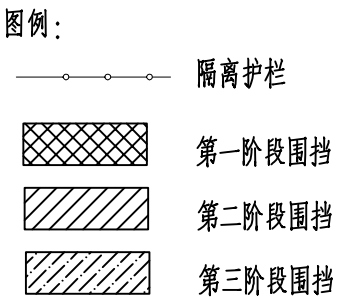 图例：
隔离护栏
第一阶段围挡
第二阶段围挡
第三阶段围挡